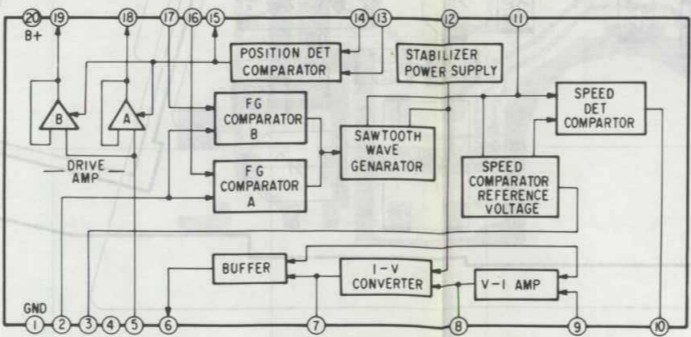 20 19 18 17 16 15 14 13 12 11
B+
POSITION DET
COMPARATOR
STABILIZER
POWER SUPPLY
SPEED
DET
COMPARTOR
B
A
DRIVE
AMP
FG
COMPARATOR
B
FG
COMPARATOR
A
SAWTOOTH
WAVE
GENARATOR
SPEED
COMPARATOR
REFERENCE
VOLTAGE
BUFFER
I-V
CONVERTER
V-I AMP
GND
1 2 3 4 5 6 7 8 9 10